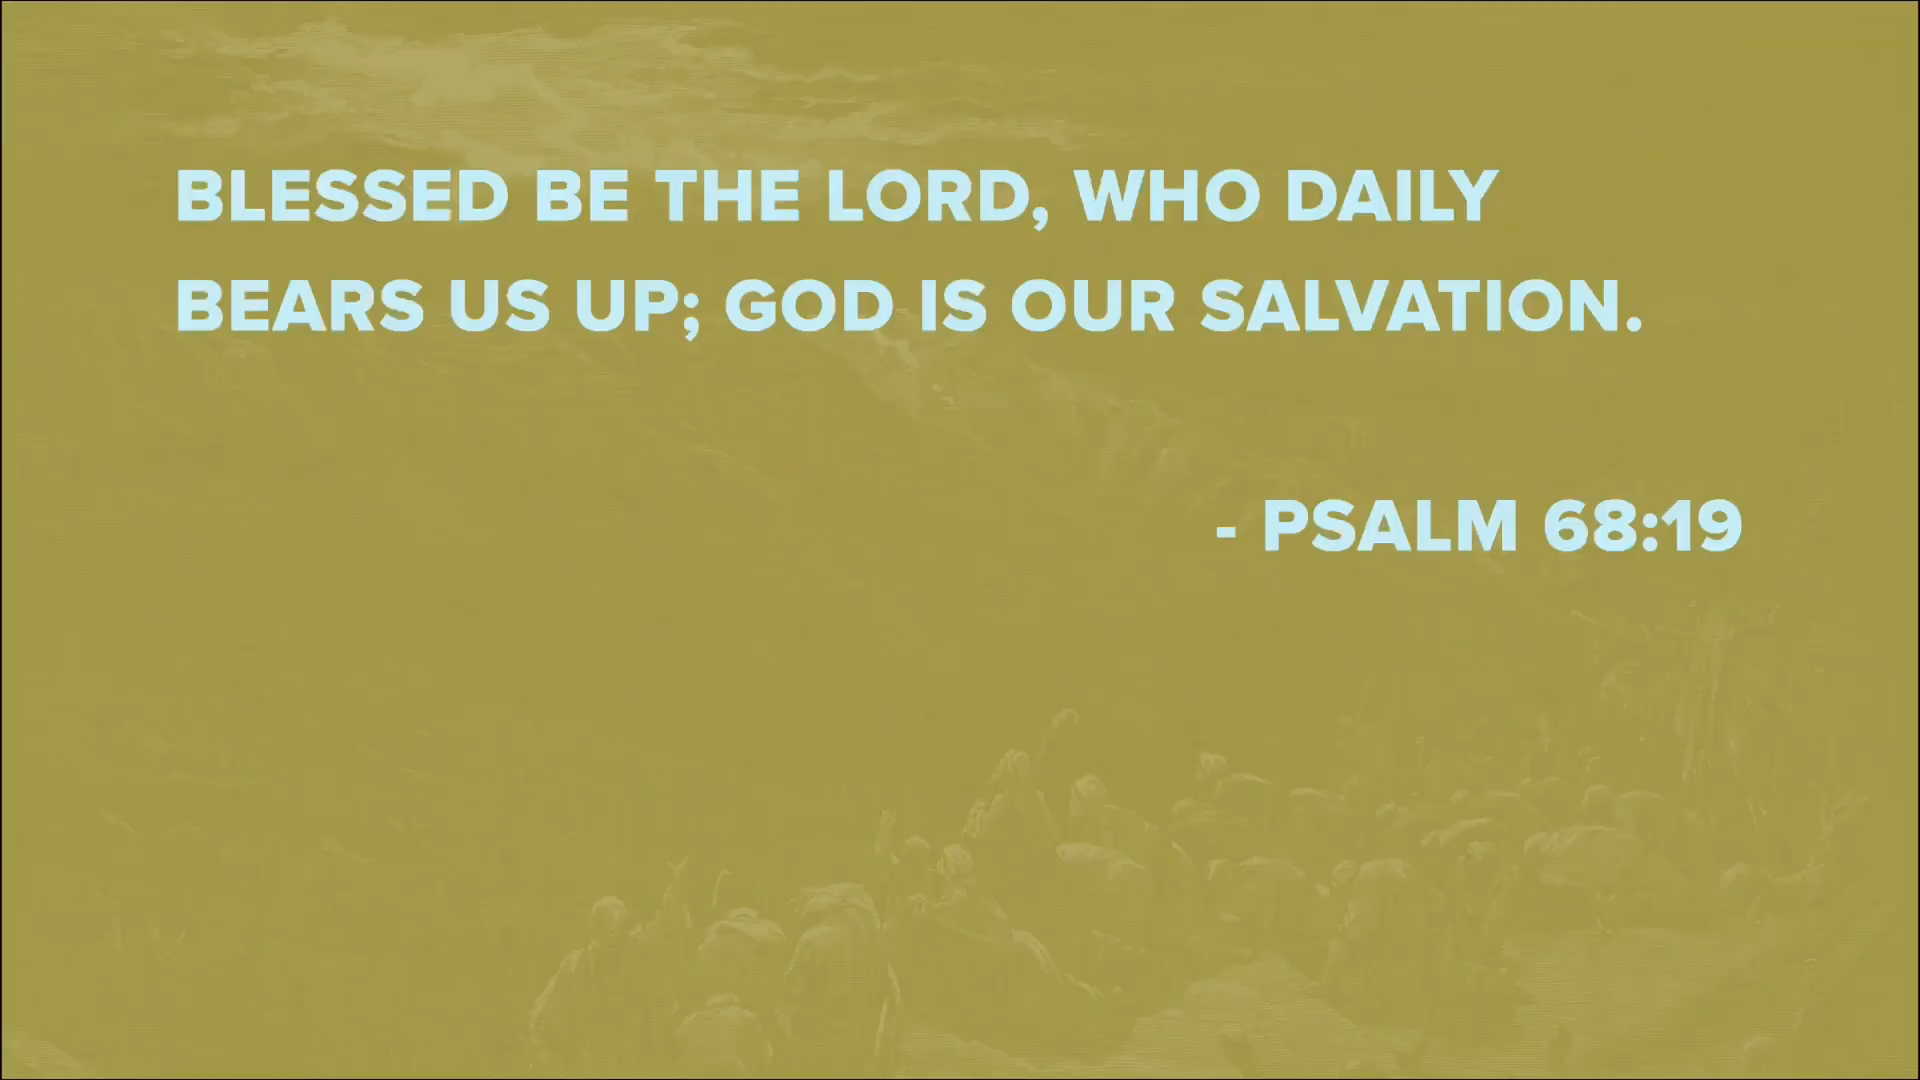 BLESSED BE THE LORD, WHO DAILY
BEARS US UP; GOD IS OUR SALVATION.
- PSALM 68:19